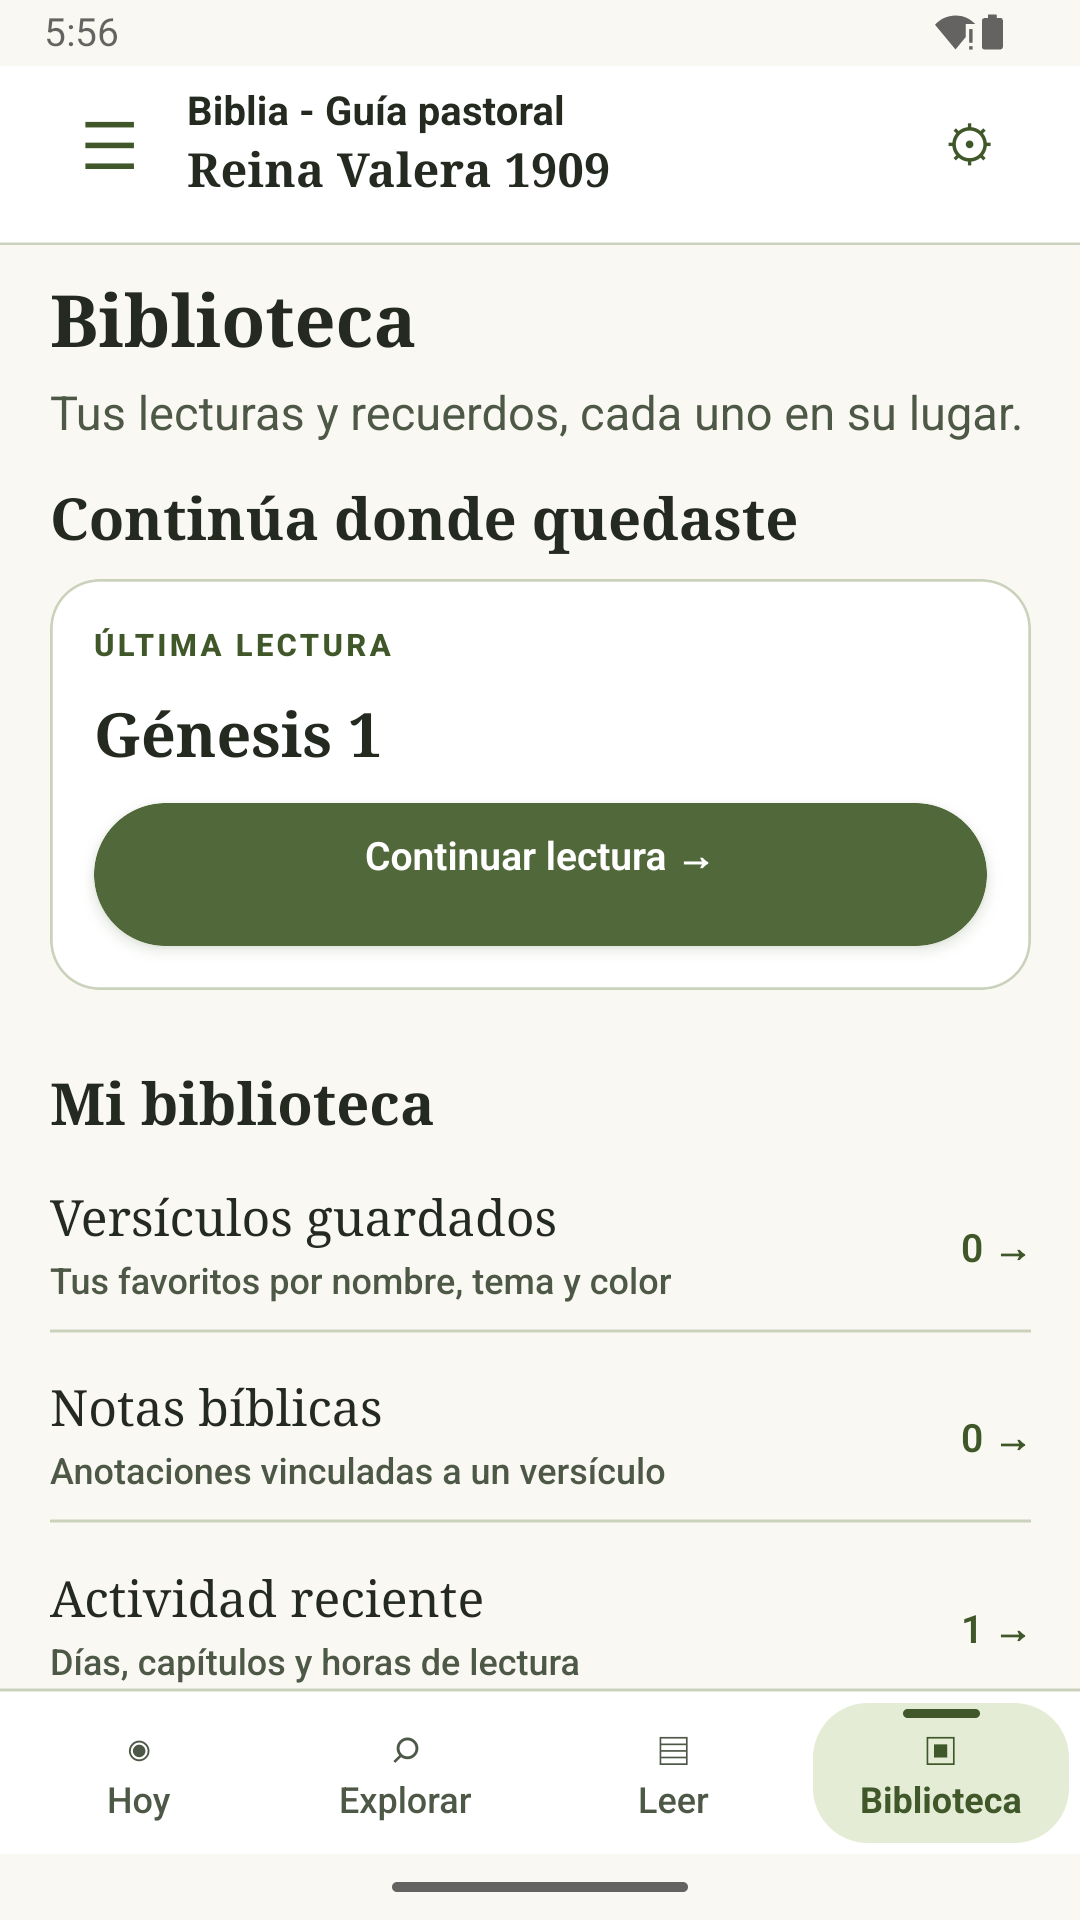 5:56
Biblia - Guía pastoral
Reina Valera 1909
Biblioteca
Tus lecturas y recuerdos, cada uno en su lugar.
Continúa donde quedaste
ÚLTIMA LECTURA
Génesis 1
Continuar lectura →
Mi biblioteca
Versículos guardados
Tus favoritos por nombre, tema y color
0 →
Notas bíblicas
Anotaciones vinculadas a un versículo
0 →
Actividad reciente
Días, capítulos y horas de lectura
1 →
Hoy
Explorar
Leer
Biblioteca